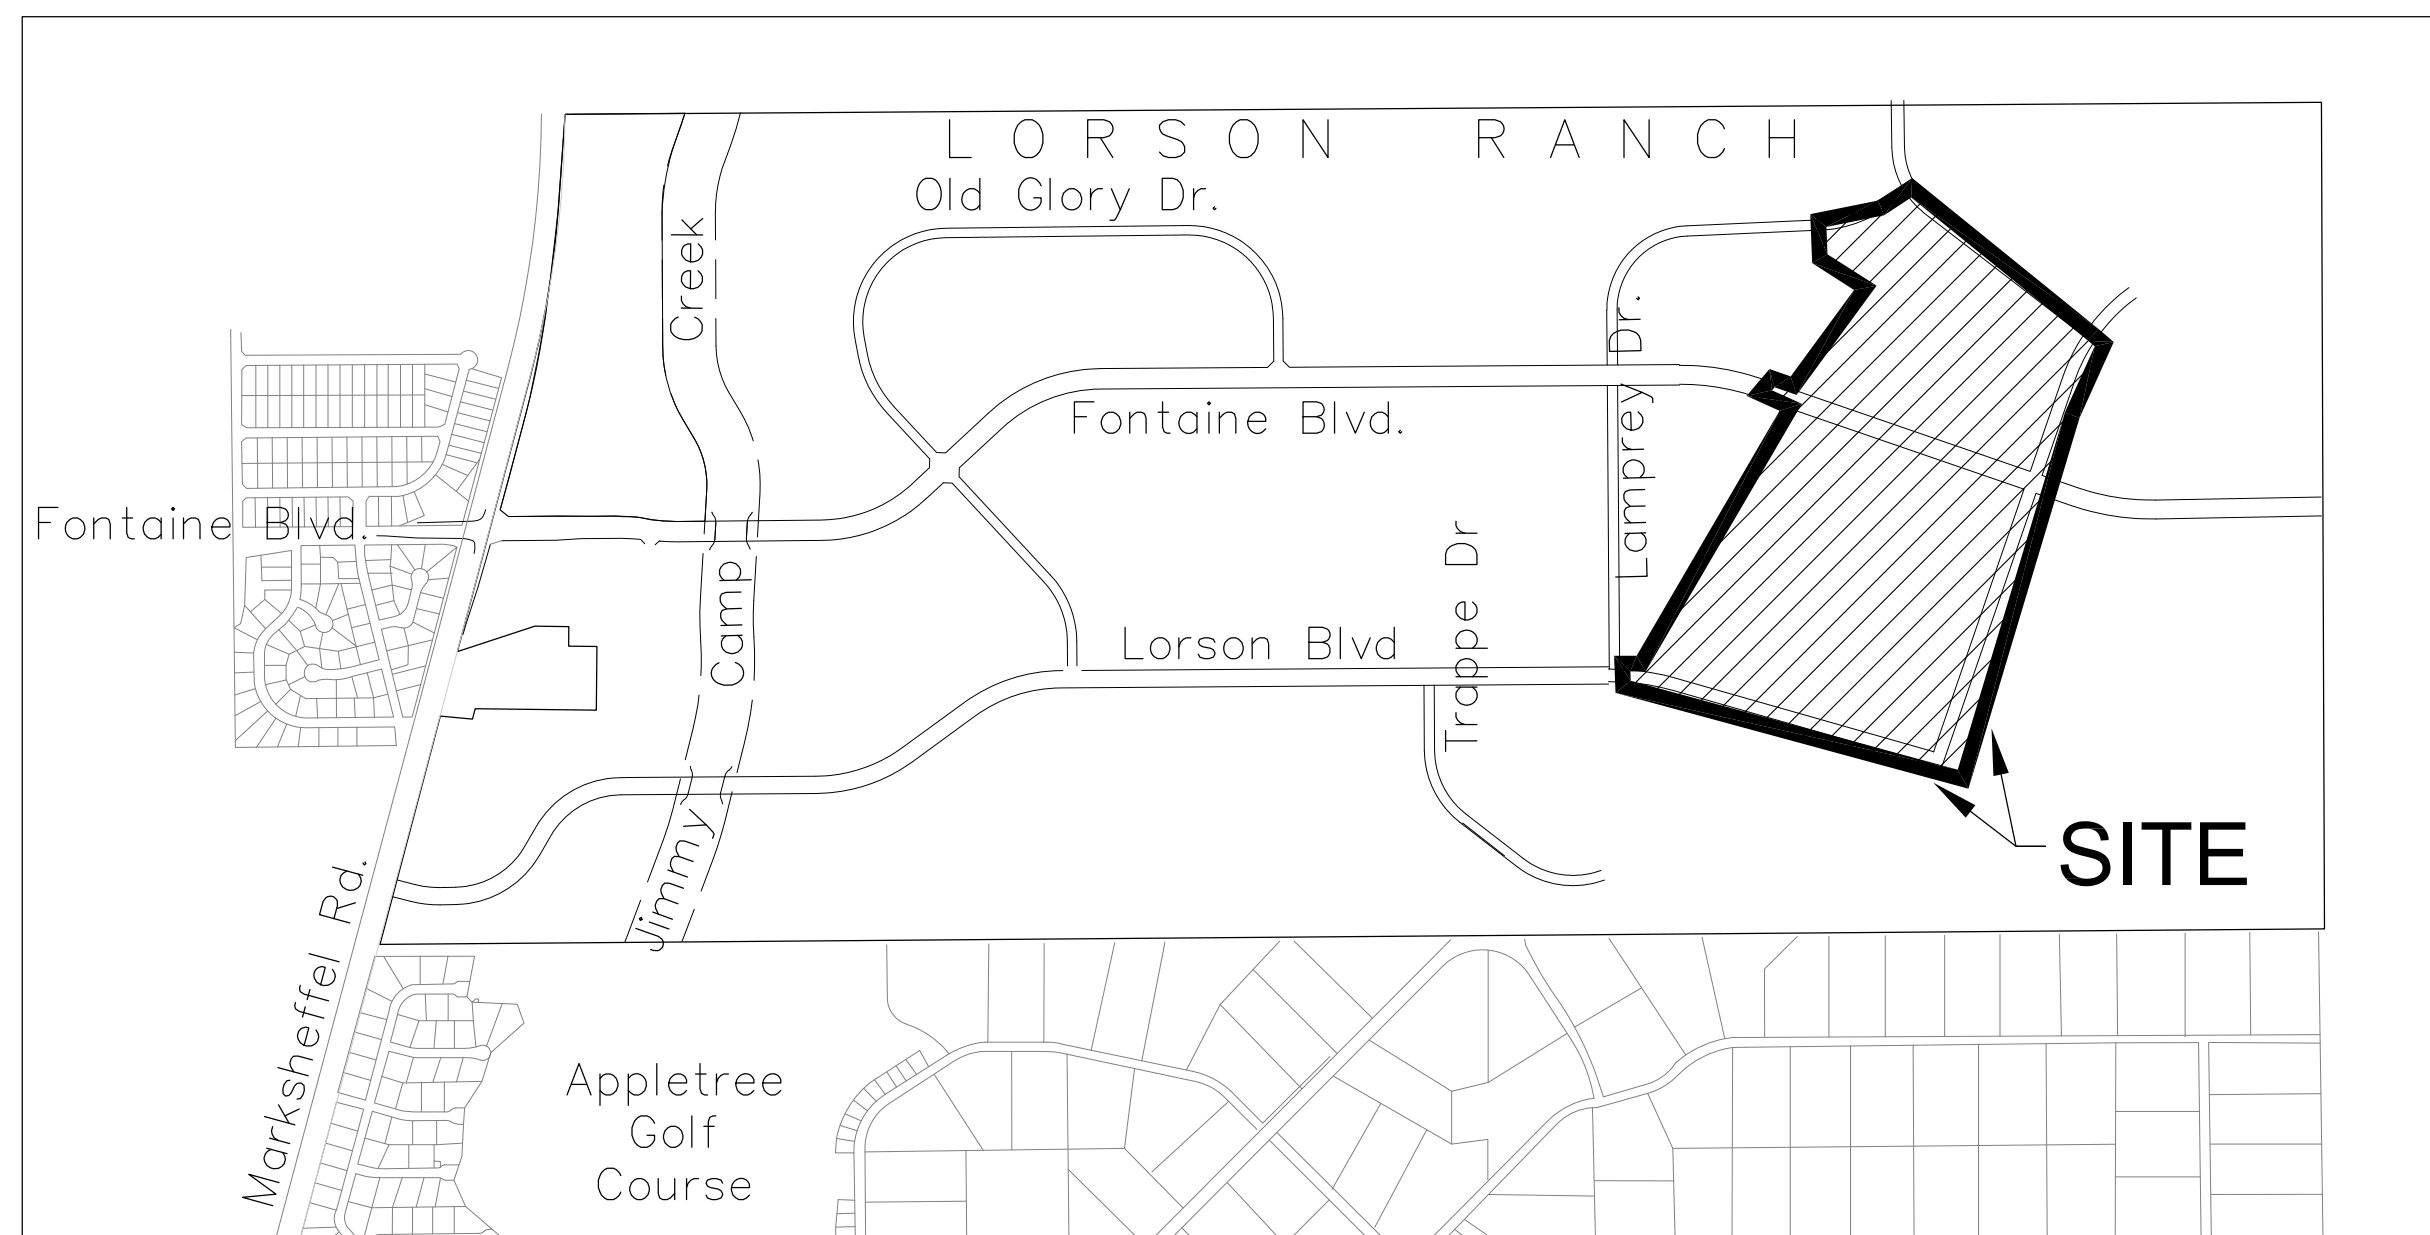 LORSON RANCH
Old Glory Dr.
Creek
Lamprey Dr.
Fontaine Blvd.
Fontaine Blvd.
Trappe Dr
Camp
Lorson Blvd
Jimmy
SITE
Marksheffel Rd.
Appletree
Golf
Course